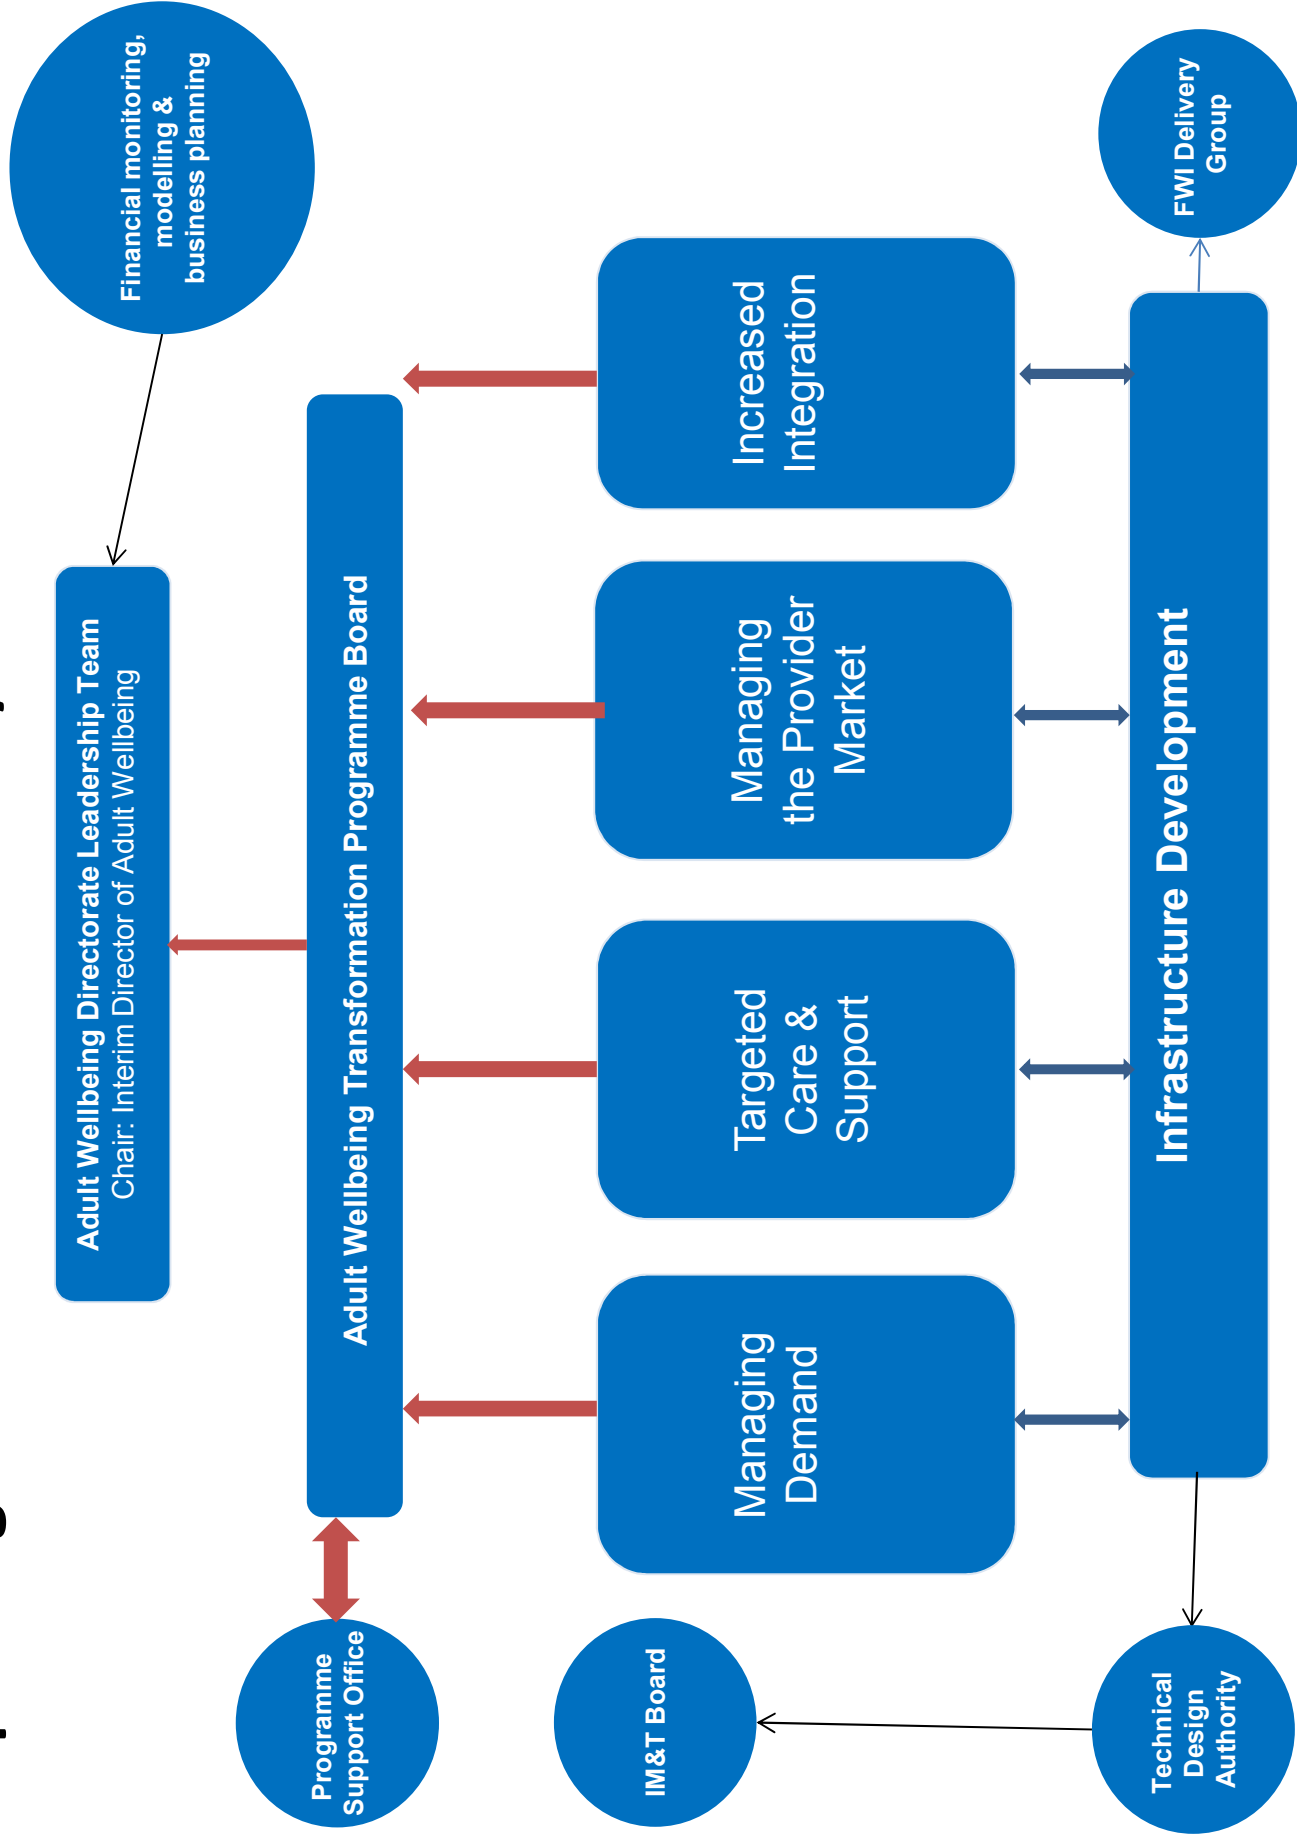 Financial monitoring,
modelling &
business planning
Adult Wellbeing Directorate Leadership Team
Chair: Interim Director of Adult Wellbeing
Programme
Support Office
Adult Wellbeing Transformation Programme Board
IM&T Board
Managing
Demand
Targeted
Care &
Support
Managing
the Provider
Market
Increased
Integration
Technical
Design
Authority
Infrastructure Development
FWI Delivery
Group